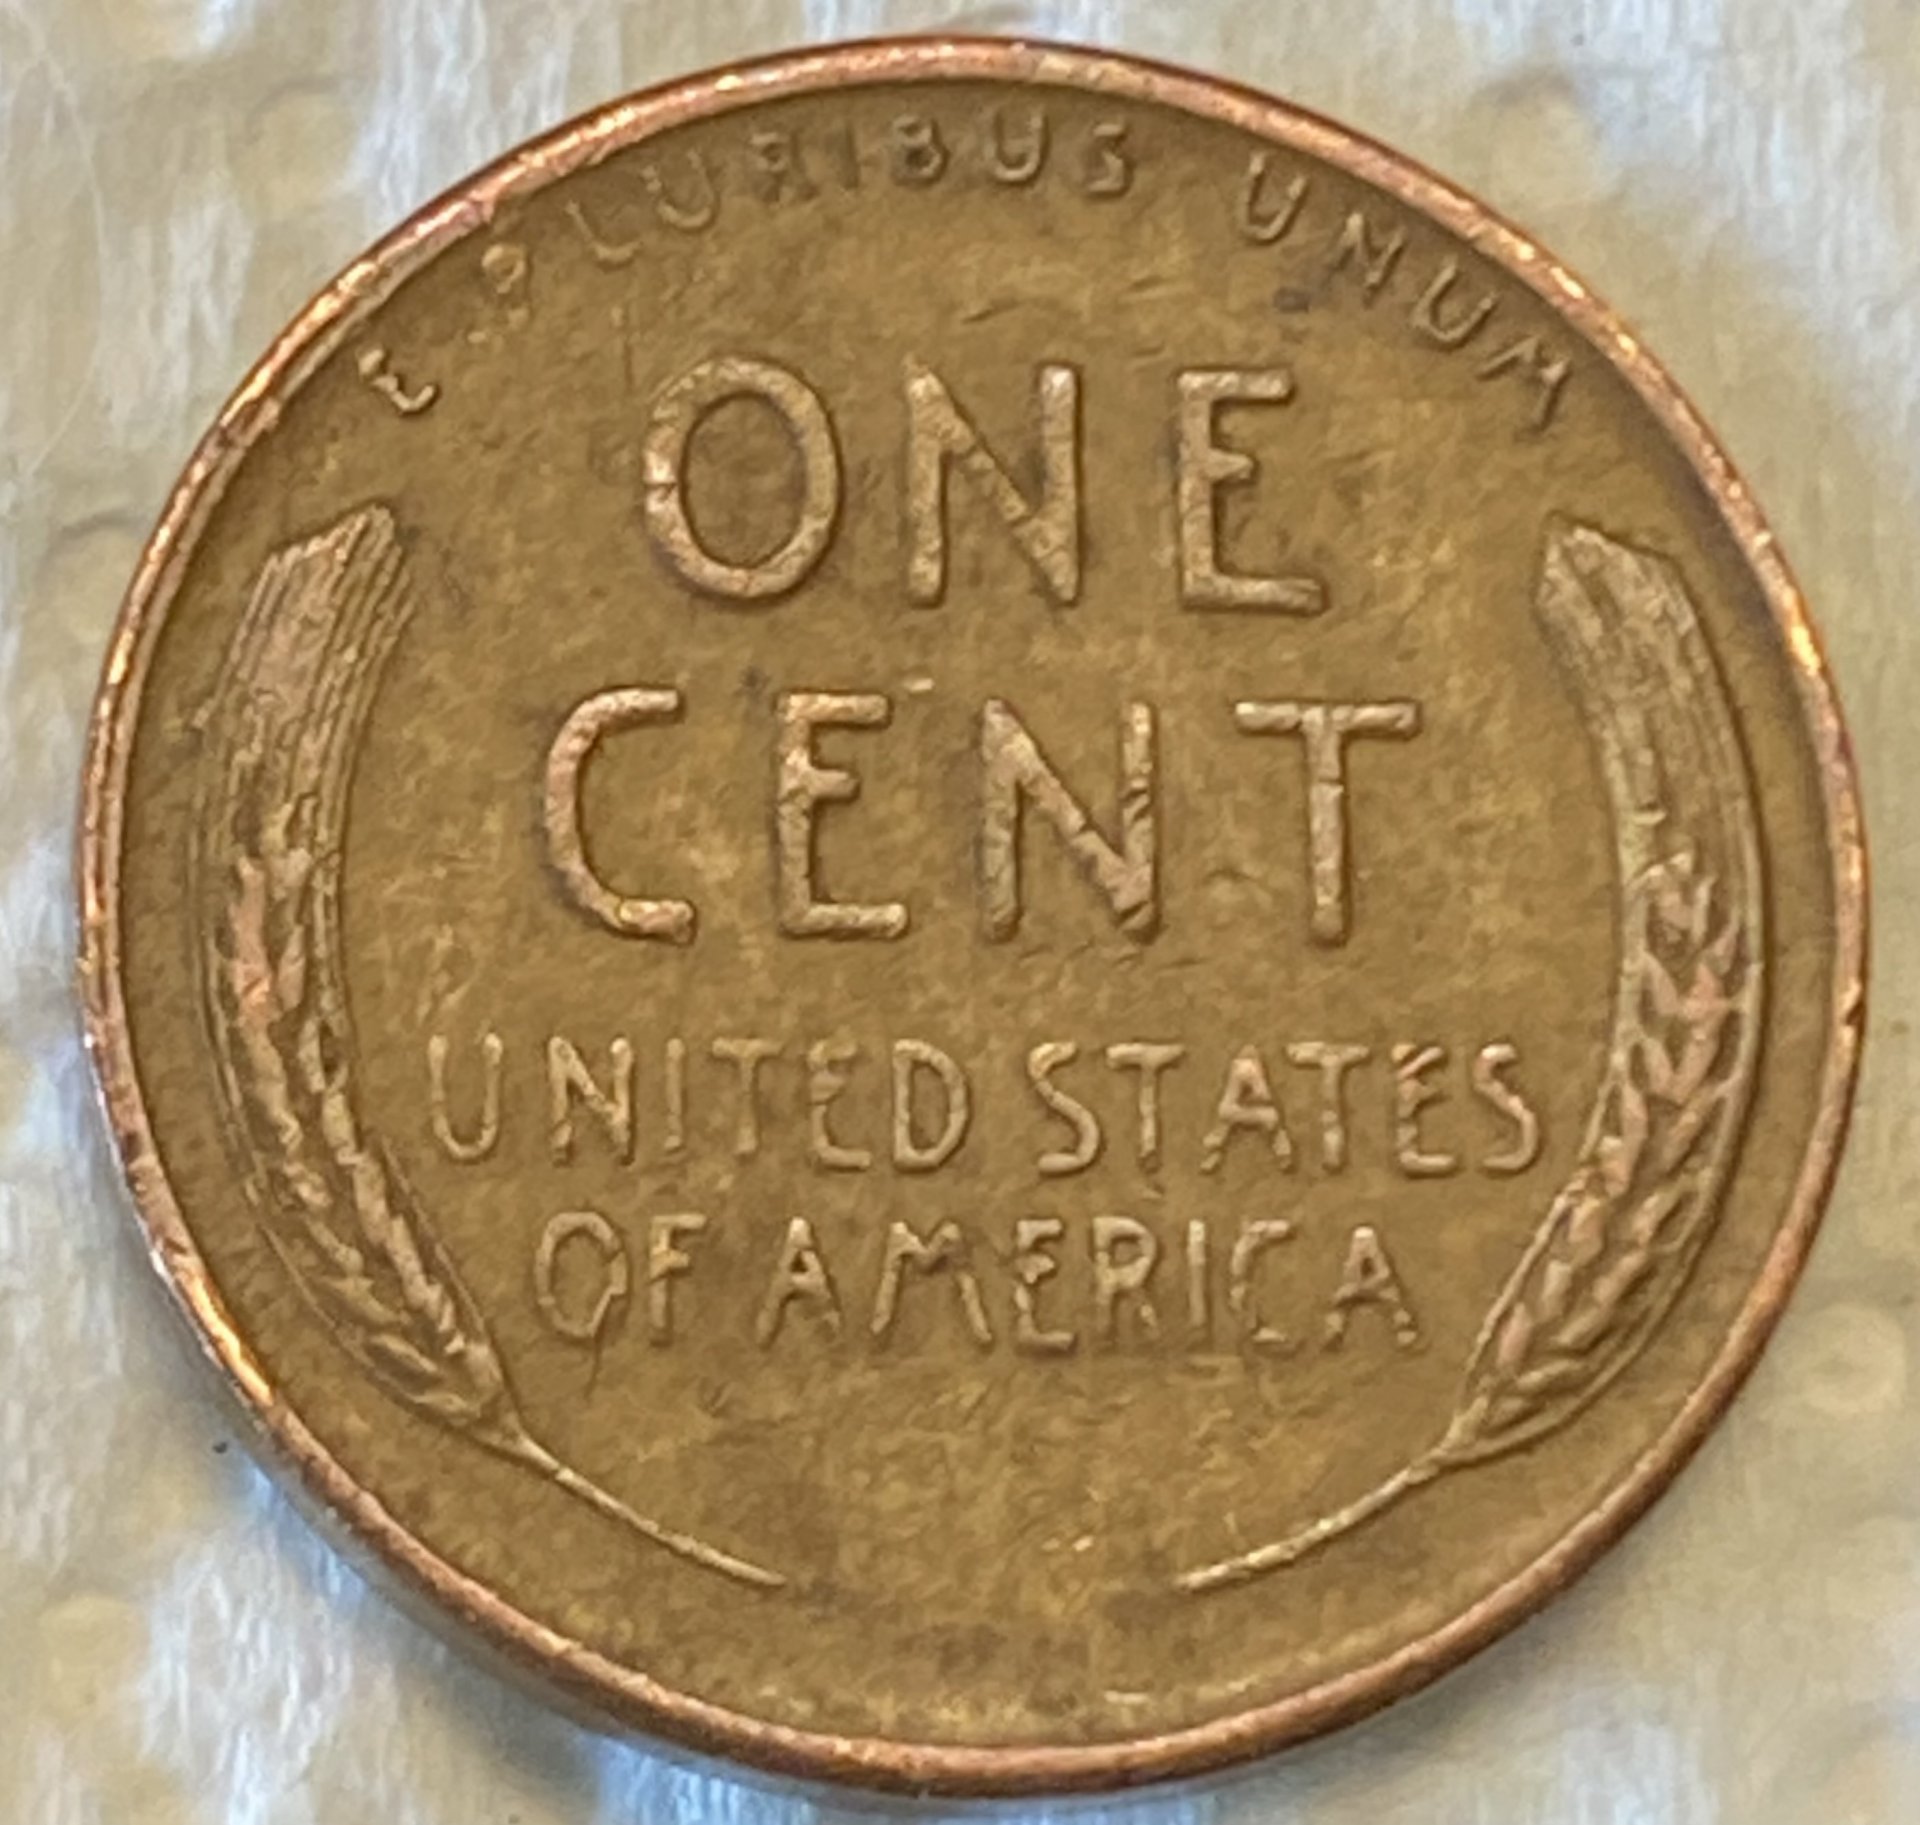 E PLURIBUS UNUM
ONE
CENT
UNITED STATES
OF AMERICA